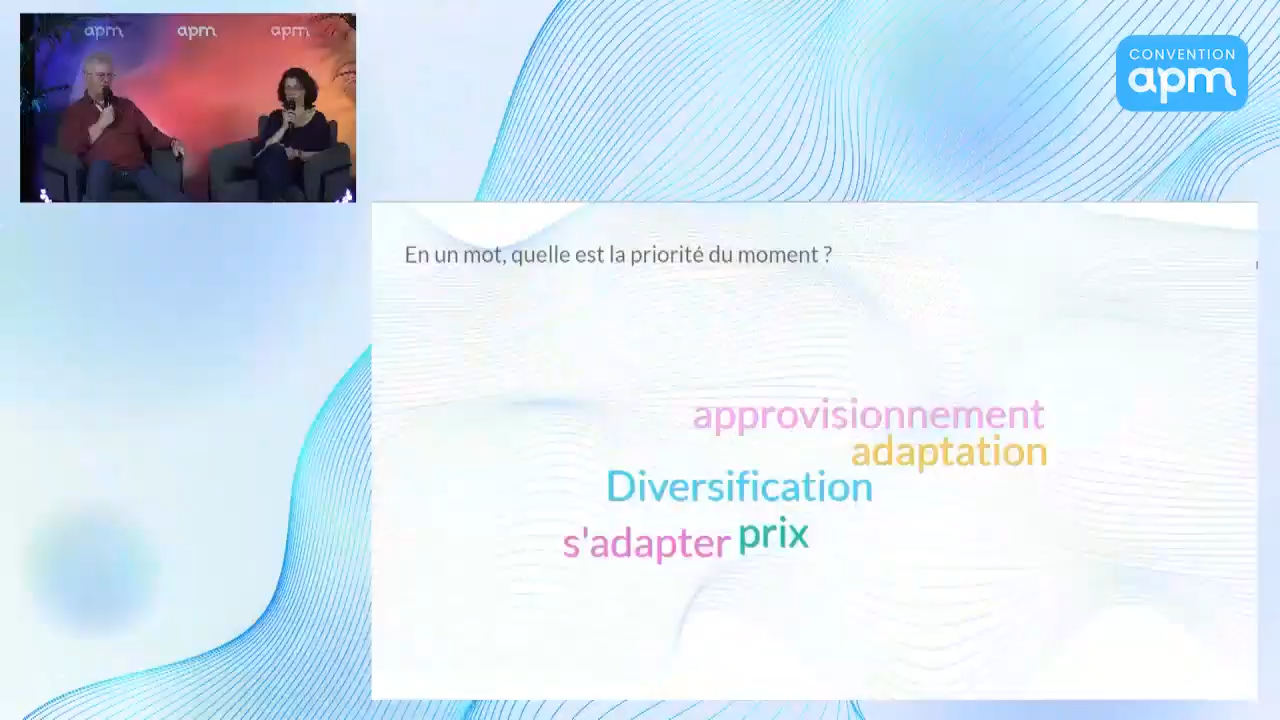 apm apm apm
CONVENTION
apm
En un mot, quelle est la priorité du moment ?
approvisionnement
adaptation
Diversification
s'adapter prix